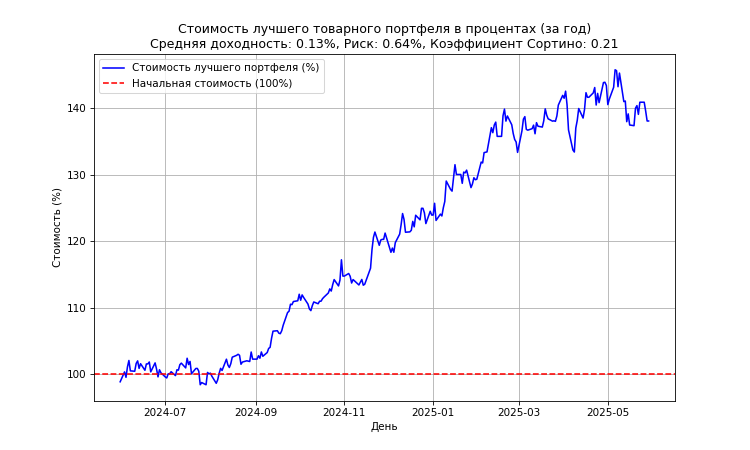 Стоимость лучшего товарного портфеля в процентах (за год)
Средняя доходность: 0.13%, Риск: 0.64%, Коэффициент Сортино: 0.21
Стоимость лучшего портфеля (%)
Начальная стоимость (100%)
Стоимость (%)
140
130
120
110
100
2024-07
2024-09
2024-11
2025-01
2025-03
2025-05
День